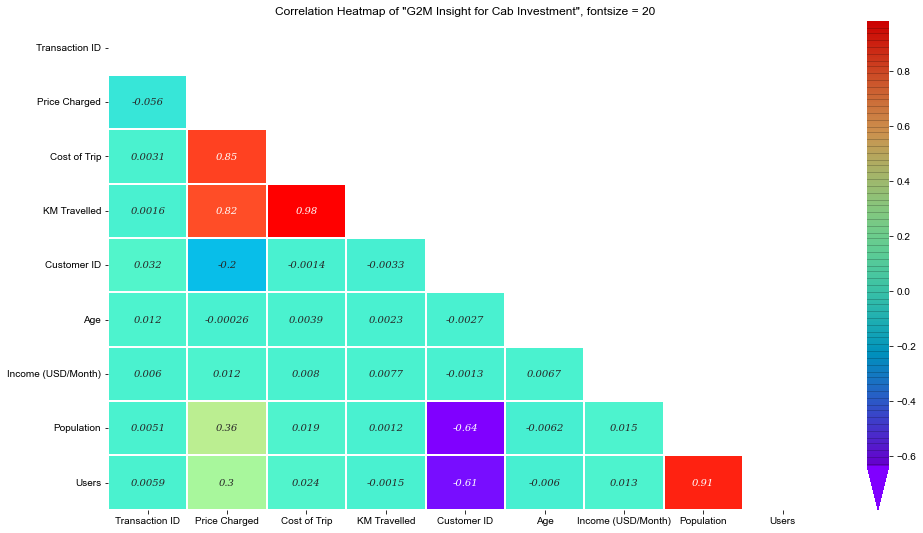 Correlation Heatmap of "G2M Insight for Cab Investment", fontsize = 20
Transaction ID
Price Charged -0.056
Cost of Trip 0.0031 0.85
KM Travelled 0.0016 0.82 0.98
Customer ID 0.032 -0.2 -0.0014 -0.0033
Age 0.012 -0.00026 0.0039 0.0023 -0.0027
Income (USD/Month) 0.006 0.012 0.008 0.0077 -0.0013 0.0067
Population 0.0051 0.36 0.019 0.0012 -0.64 -0.0062 0.015
Users 0.0059 0.3 0.024 -0.0015 -0.61 -0.006 0.013 0.91
Transaction ID Price Charged Cost of Trip KM Travelled Customer ID Age Income (USD/Month) Population Users
0.8
0.6
0.4
0.2
0.0
−0.2
−0.4
−0.6